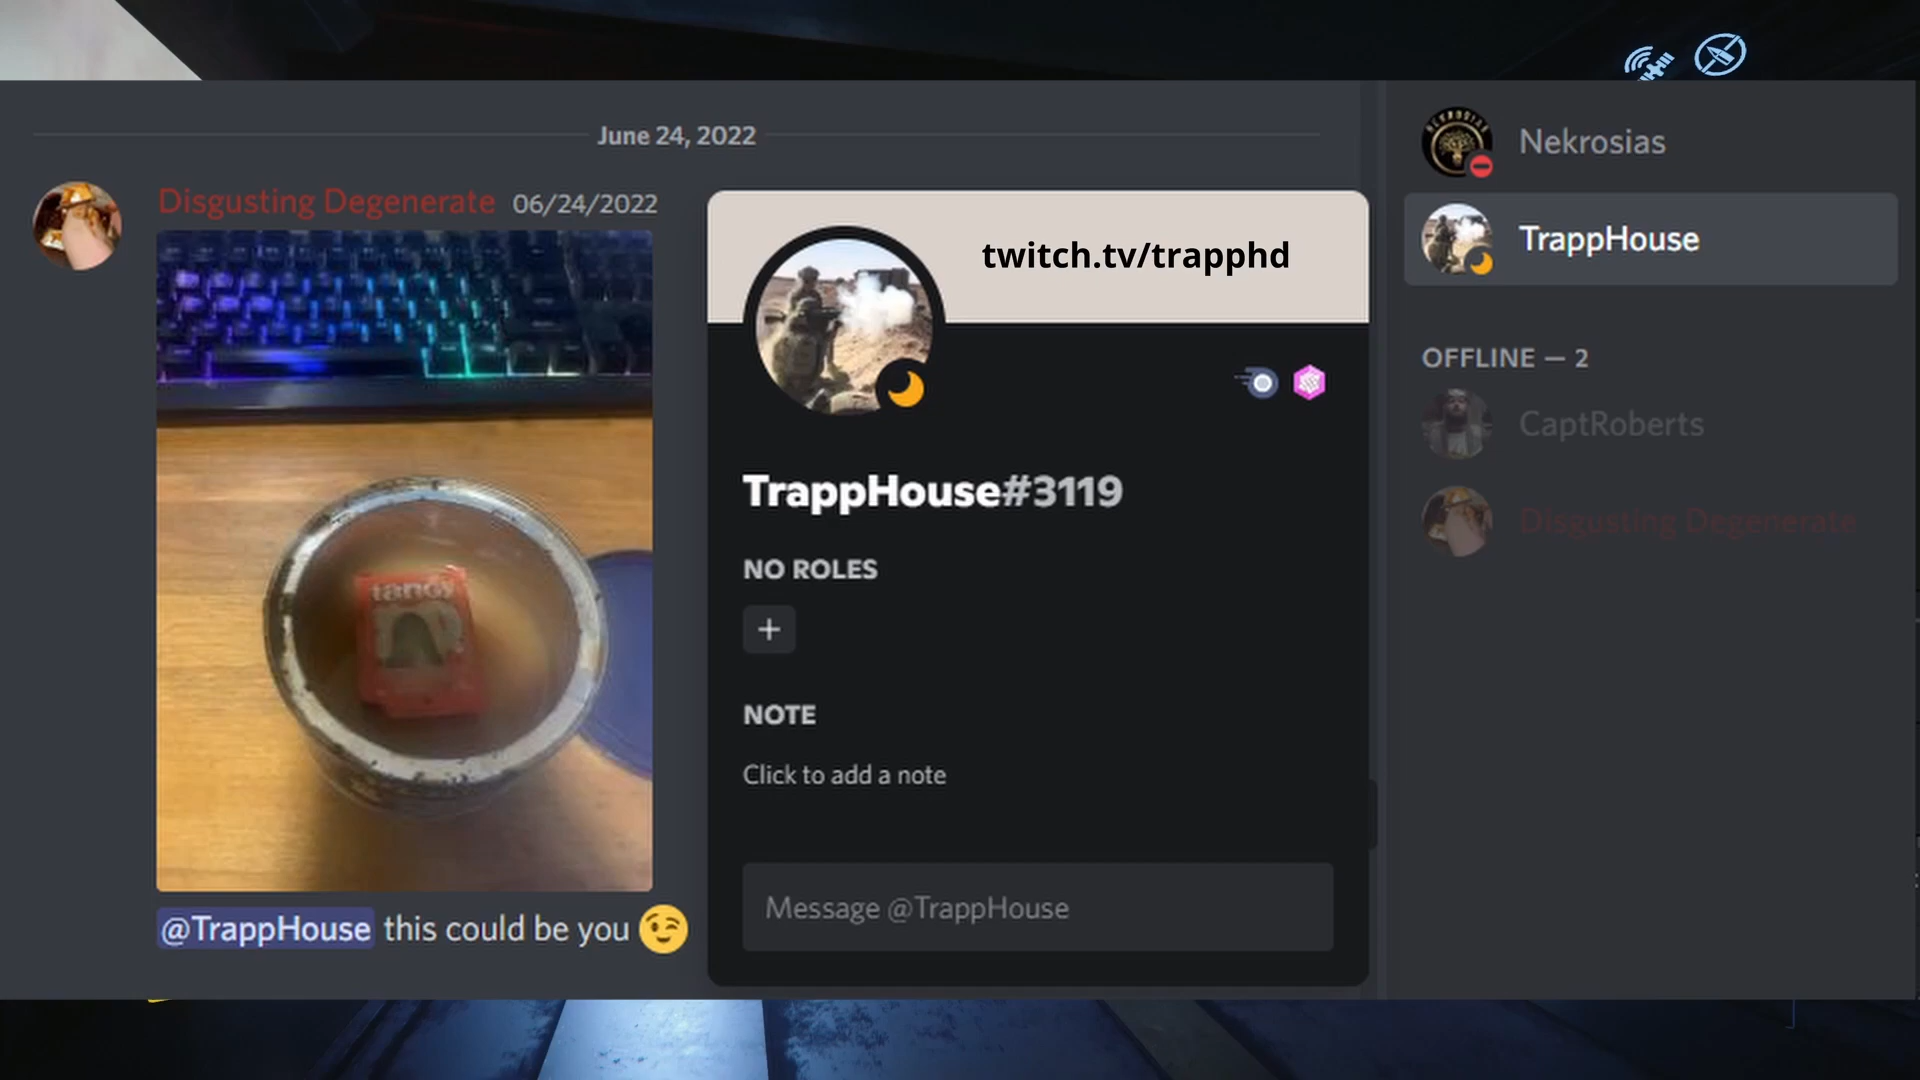 June 24, 2022
Disgusting Degenerate 06/24/2022
tangy
@TrappHouse this could be you
twitch.tv/trapphd
TrappHouse#3119
NO ROLES
+
NOTE
Click to add a note
Message @TrappHouse
Nekrosias
TrappHouse
OFFLINE — 2
CaptRoberts
Disgusting Degenerate